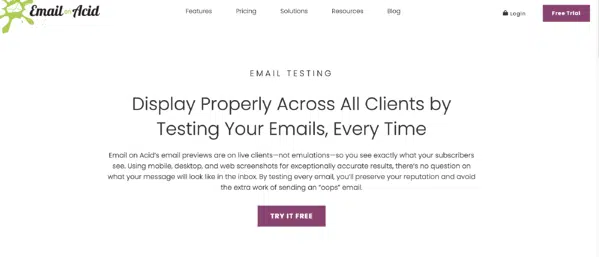 Email on Acid
Features Pricing Solutions Resources Blog
Login
Free Trial
EMAIL TESTING
Display Properly Across All Clients by
Testing Your Emails, Every Time
Email on Acid's email previews are on live clients—not emulations—so you see exactly what your subscribers
see. Using mobile, desktop, and web screenshots for exceptionally accurate results, there's no question on
what your message will look like in the inbox. By testing every email, you'll preserve your reputation and avoid
the extra work of sending an "oops" email.
TRY IT FREE